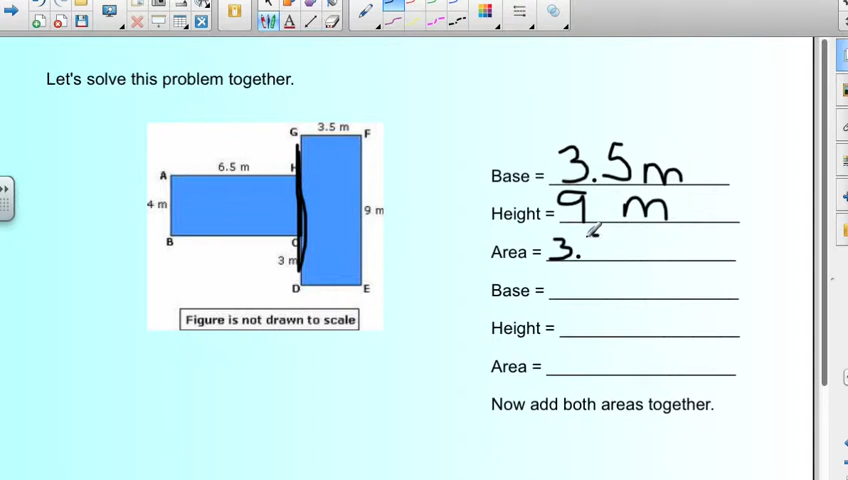 Let's solve this problem together.
G 3.5 m F
A 6.5 m H
4 m 9 m
B C
3 m
D E
Figure is not drawn to scale
Base = 3.5 m
Height = 9 m
Area = 3.
Base =
Height =
Area =
Now add both areas together.